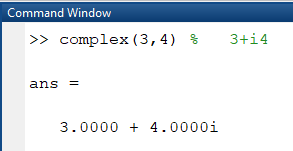 Command Window
>> complex(3,4) % 3+i4
ans =
3.0000 + 4.0000i